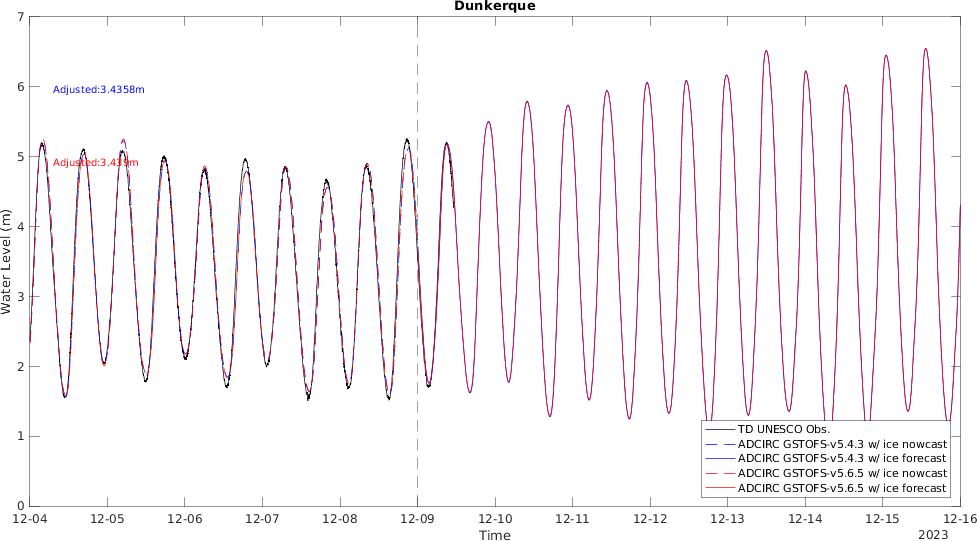 Dunkerque
7
6
5
4
3
2
1
0
Water Level (m)
Adjusted:3.4358m
Adjusted:3.439m
TD UNESCO Obs.
ADCIRC GSTOFS-v5.4.3 w/ ice nowcast
ADCIRC GSTOFS-v5.4.3 w/ ice forecast
ADCIRC GSTOFS-v5.6.5 w/ ice nowcast
ADCIRC GSTOFS-v5.6.5 w/ ice forecast
12-04 12-05 12-06 12-07 12-08 12-09 12-10 12-11 12-12 12-13 12-14 12-15 12-16
Time
2023